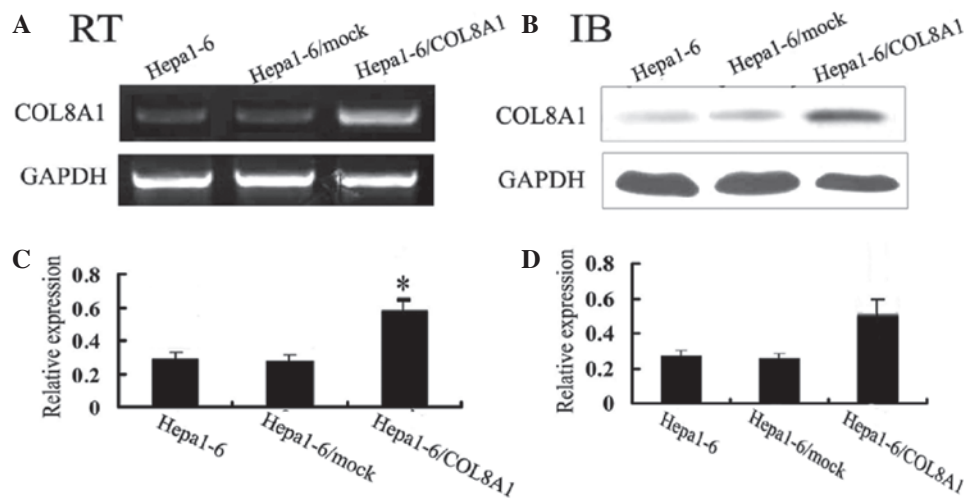 A RT
Hepa1-6 Hepa1-6/mock Hepa1-6/COL8A1
COL8A1
GAPDH
B IB
Hepa1-6 Hepa1-6/mock Hepa1-6/COL8A1
COL8A1
GAPDH
C
Relative expression
0.8
0.6
0.4
0.2
0
*
Hepa1-6 Hepa1-6/mock Hepa1-6/COL8A1
D
Relative expression
0.8
0.6
0.4
0.2
0
Hepa1-6 Hepa1-6/mock Hepa1-6/COL8A1